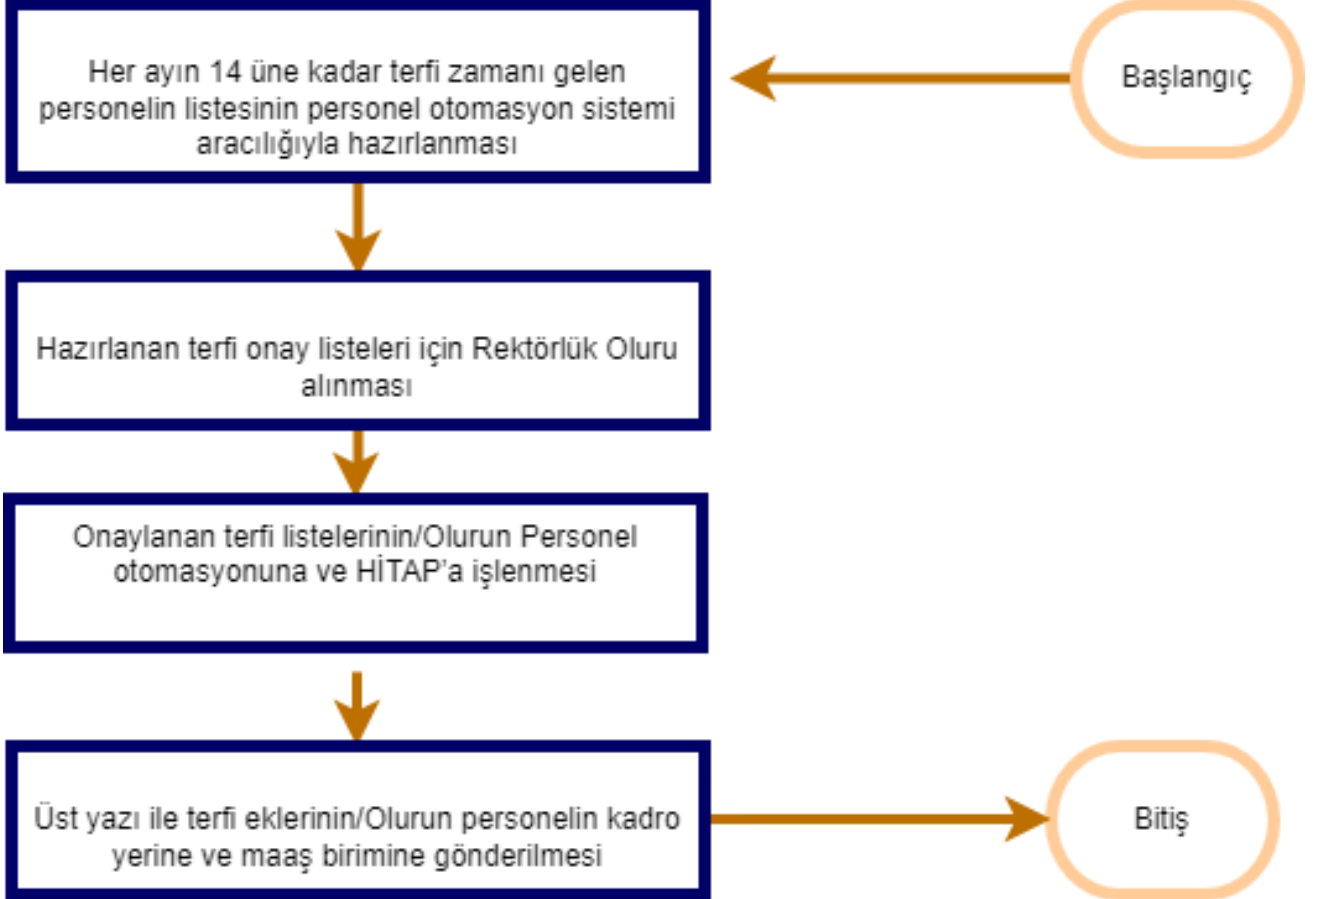 Başlangıç
Her ayın 14 üne kadar terfi zamanı gelen
personelin listesinin personel otomasyon sistemi
aracılığıyla hazırlanması
Hazırlanan terfi onay listeleri için Rektörlük Oluru
alınması
Onaylanan terfi listelerinin/Olurun Personel
otomasyonuna ve HİTAP'a işlenmesi
Üst yazı ile terfi eklerinin/Olurun personelin kadro
yerine ve maaş birimine gönderilmesi
Bitiş